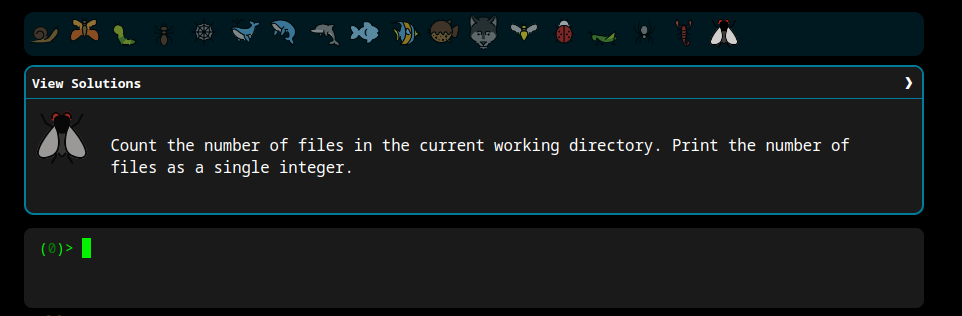 View Solutions ❯
Count the number of files in the current working directory. Print the number of
files as a single integer.
(0)>